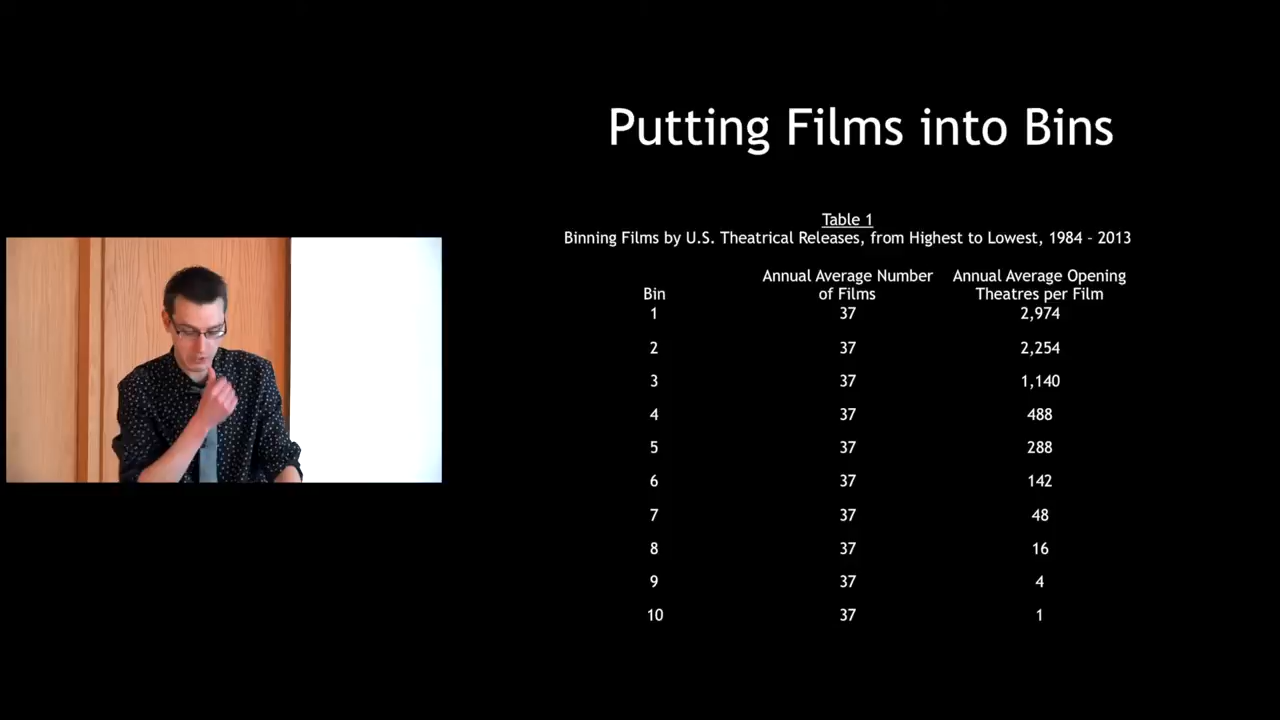 Putting Films into Bins
Table 1
Binning Films by U.S. Theatrical Releases, from Highest to Lowest, 1984 – 2013
Annual Average Number Annual Average Opening
Bin of Films Theatres per Film
1 37 2,974
2 37 2,254
3 37 1,140
4 37 488
5 37 288
6 37 142
7 37 48
8 37 16
9 37 4
10 37 1